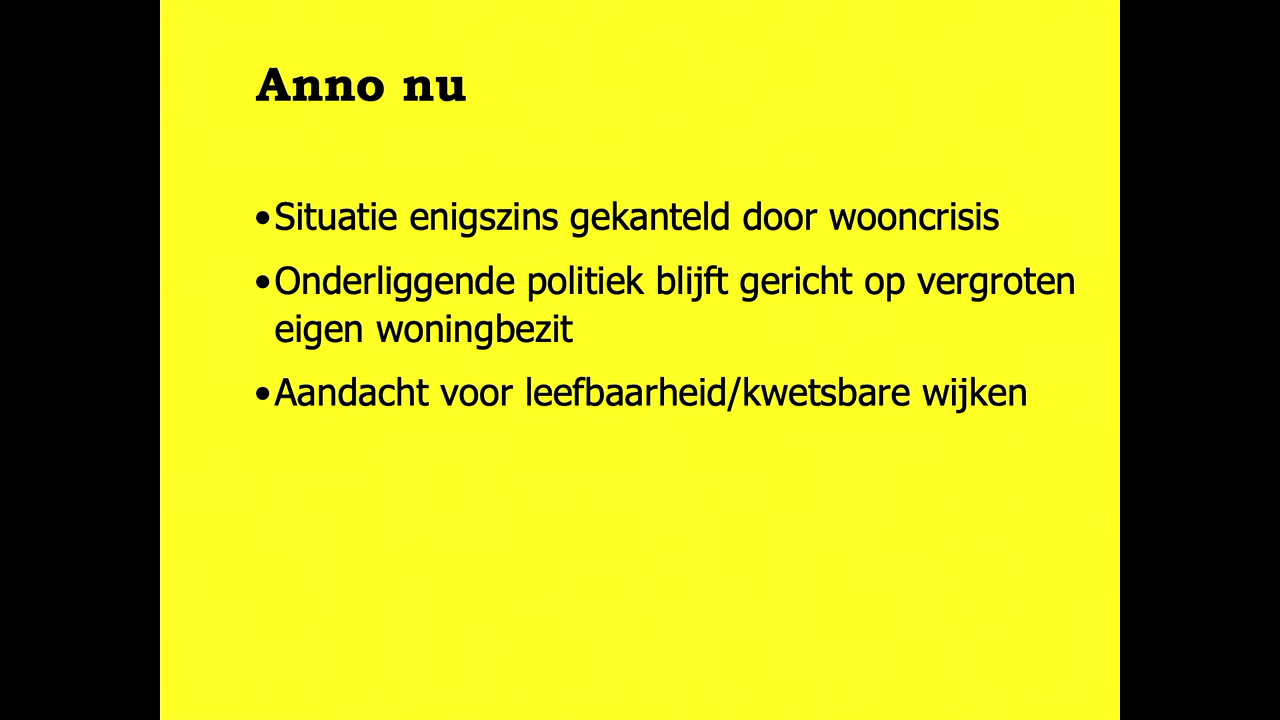 Anno nu
•Situatie enigszins gekanteld door wooncrisis
•Onderliggende politiek blijft gericht op vergroten
eigen woningbezit
•Aandacht voor leefbaarheid/kwetsbare wijken